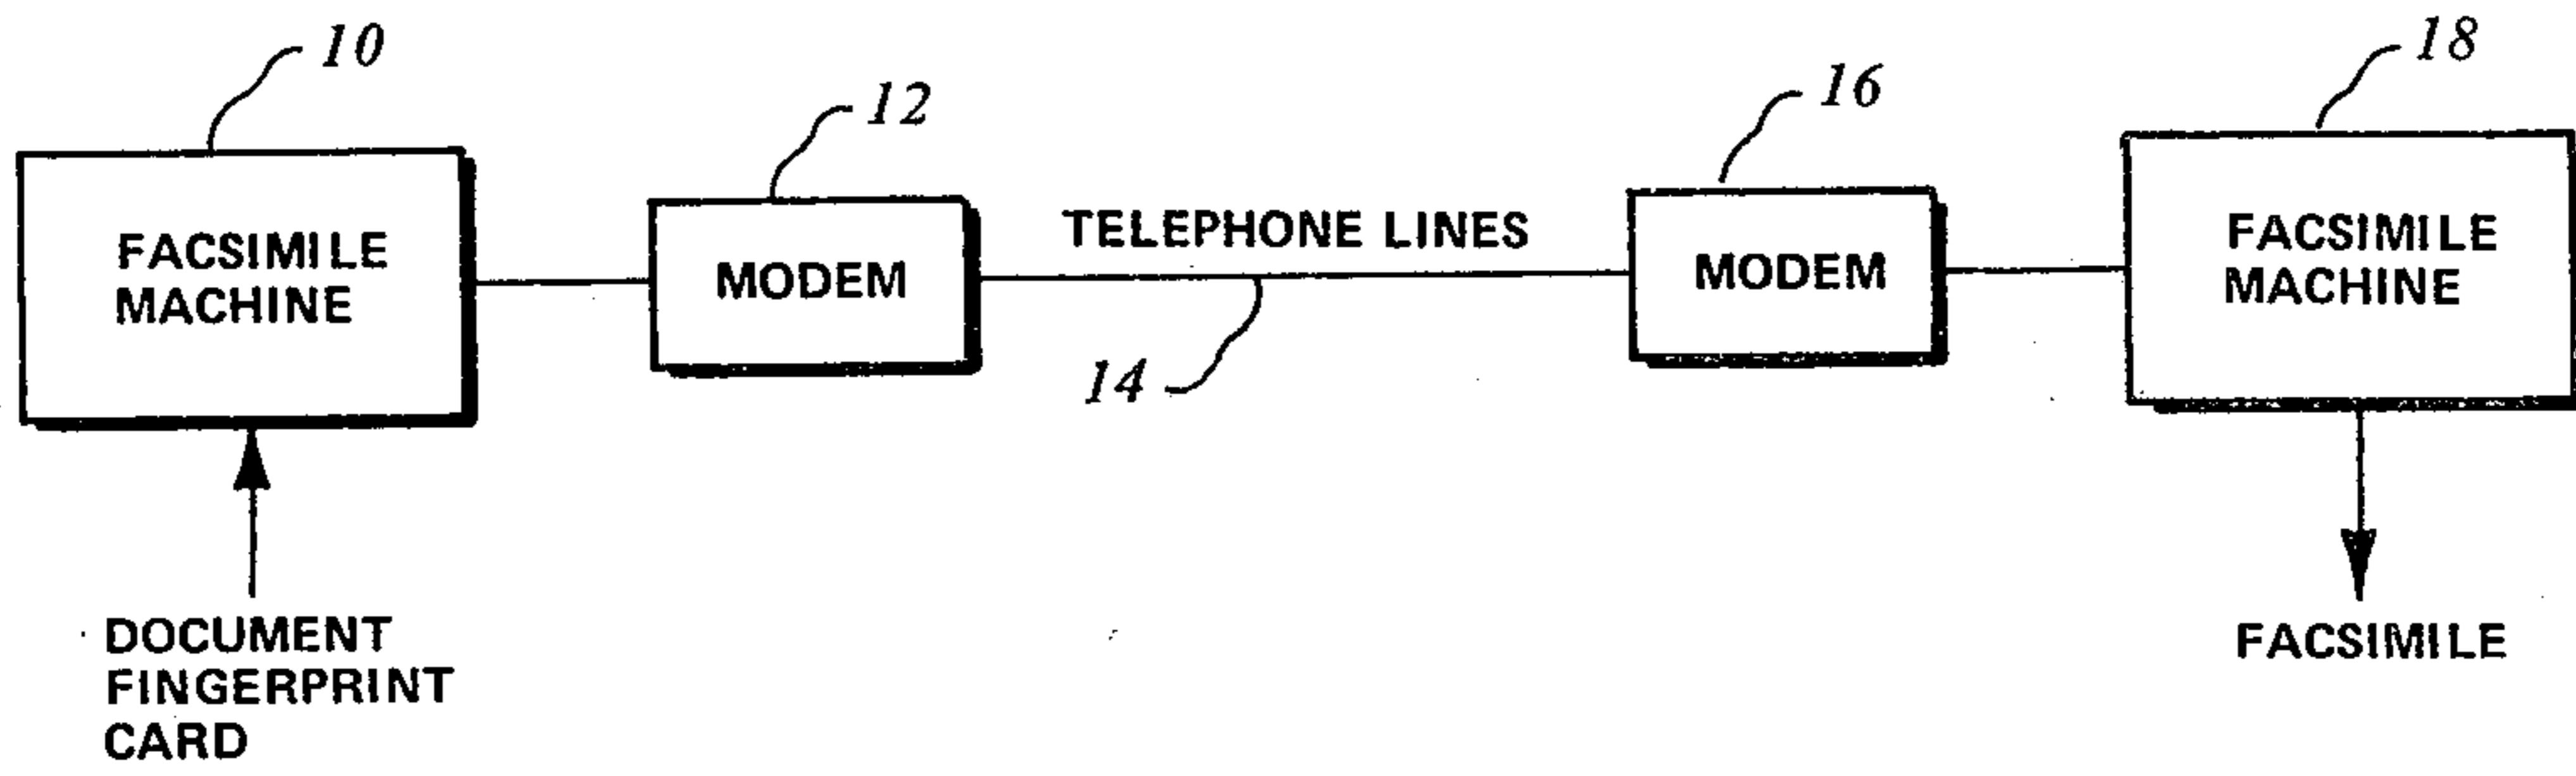 10
12
16
18
FACSIMILE
MACHINE
MODEM
TELEPHONE LINES
14
MODEM
FACSIMILE
MACHINE
DOCUMENT
FINGERPRINT
CARD
FACSIMILE